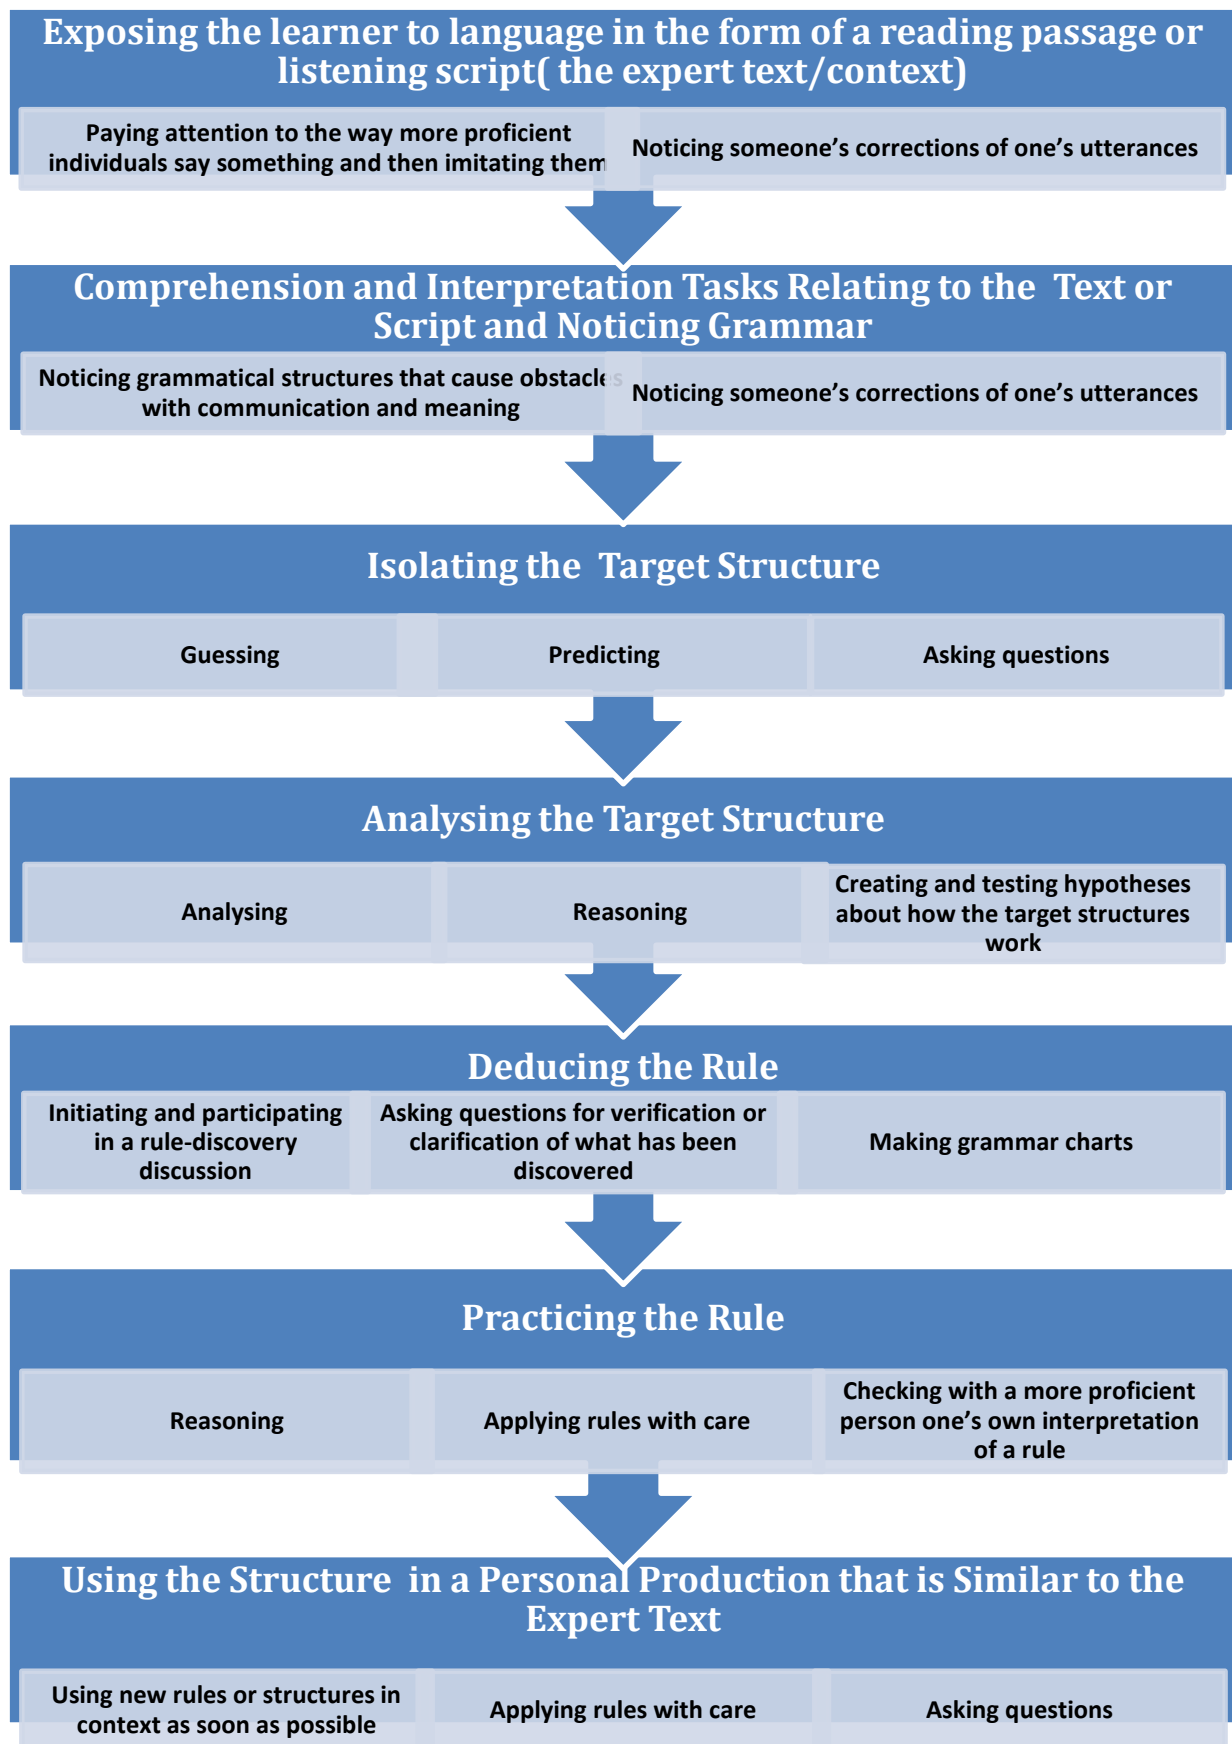 Exposing the learner to language in the form of a reading passage or
listening script( the expert text/context)
Paying attention to the way more proficient
individuals say something and then imitating them
Noticing someone’s corrections of one’s utterances
Comprehension and Interpretation Tasks Relating to the  Text or
Script and Noticing Grammar
Noticing grammatical structures that cause obstacles
with communication and meaning
Noticing someone’s corrections of one’s utterances
Isolating the  Target Structure
Guessing
Predicting
Asking questions
Analysing the Target Structure
Analysing
Reasoning
Creating and testing hypotheses
about how the target structures
work
Deducing the Rule
Initiating and participating
in a rule-discovery
discussion
Asking questions for verification or
clarification of what has been
discovered
Making grammar charts
Practicing the Rule
Reasoning
Applying rules with care
Checking with a more proficient
person one’s own interpretation
of a rule
Using the Structure  in a Personal Production that is Similar to the
Expert Text
Using new rules or structures in
context as soon as possible
Applying rules with care
Asking questions